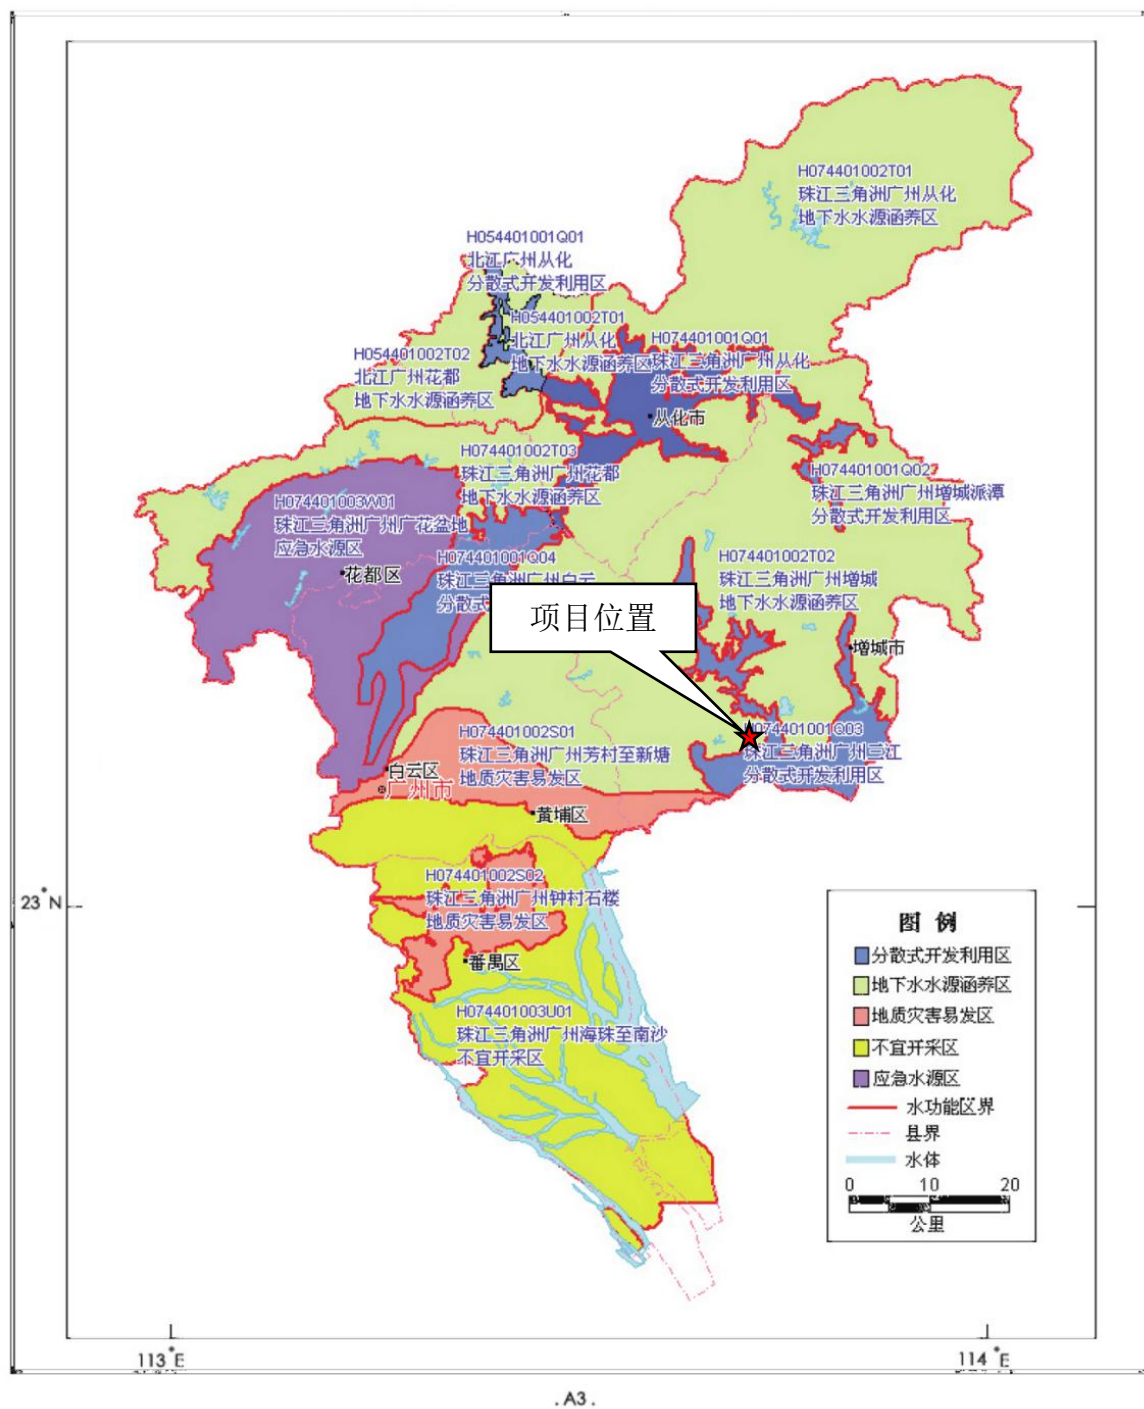 H074401002T01
珠江三角洲广州从化
地下水水源涵养区
H054401001Q01
北江广州从化
分散式开发利用区
H054401002T01
北江广州从化
地下水水源涵养区
H074401001Q01
珠江三角洲广州从化
分散式开发利用区
H054401002T02
北江广州花都
地下水水源涵养区
从化市
H074401002T03
珠江三角洲广州花都
地下水水源涵养区
H074401001Q02
珠江三角洲广州增城派潭
分散式开发利用区
H074401003W01
珠江三角洲广州广花盆地
应急水源区
花都区
H074401001Q04
珠江三角洲广州白云
分散式
H074401002T02
珠江三角洲广州增城
地下水水源涵养区
项目位置
增城市
H074401002S01
珠江三角洲广州芳村至新塘
地质灾害易发区
H074401001Q03
珠江三角洲广州三江
分散式开发利用区
白云区
广州市
黄埔区
H074401002S02
珠江三角洲广州钟村石楼
地质灾害易发区
番禺区
H074401003U01
珠江三角洲广州海珠至南沙
不宜开采区
23°N
图 例
分散式开发利用区
地下水水源涵养区
地质灾害易发区
不宜开采区
应急水源区
水功能区界
县界
水体
0 10 20
公里
113°E
114°E
. A3 .